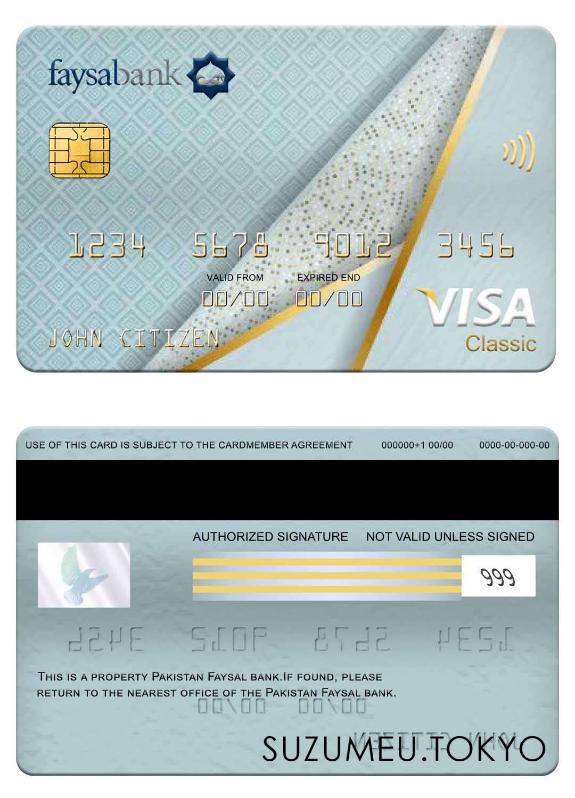 faysabank
1234 5678 9012 3456
VALID FROM EXPIRED END
00/00 00/00
JOHN CITIZEN
VISA
Classic
USE OF THIS CARD IS SUBJECT TO THE CARDMEMBER AGREEMENT 000000+1 00/00 0000-00-000-00
AUTHORIZED SIGNATURE NOT VALID UNLESS SIGNED
999
THIS IS A PROPERTY PAKISTAN FAYSAL BANK.IF FOUND, PLEASE
RETURN TO THE NEAREST OFFICE OF THE PAKISTAN FAYSAL BANK.
SUZUMEU.TOKYO